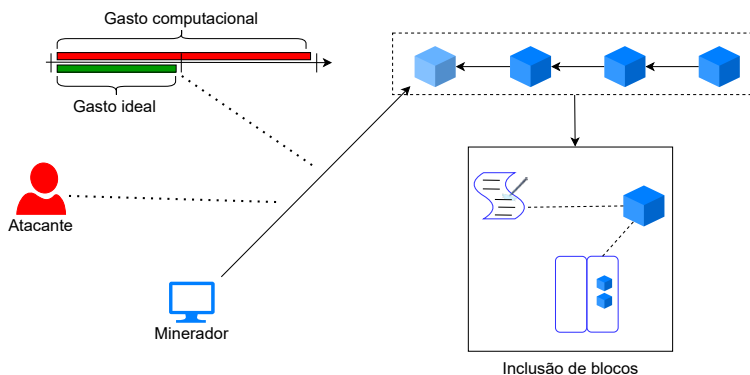 Gasto computacional
Gasto ideal
Atacante
Minerador
Inclusão de blocos